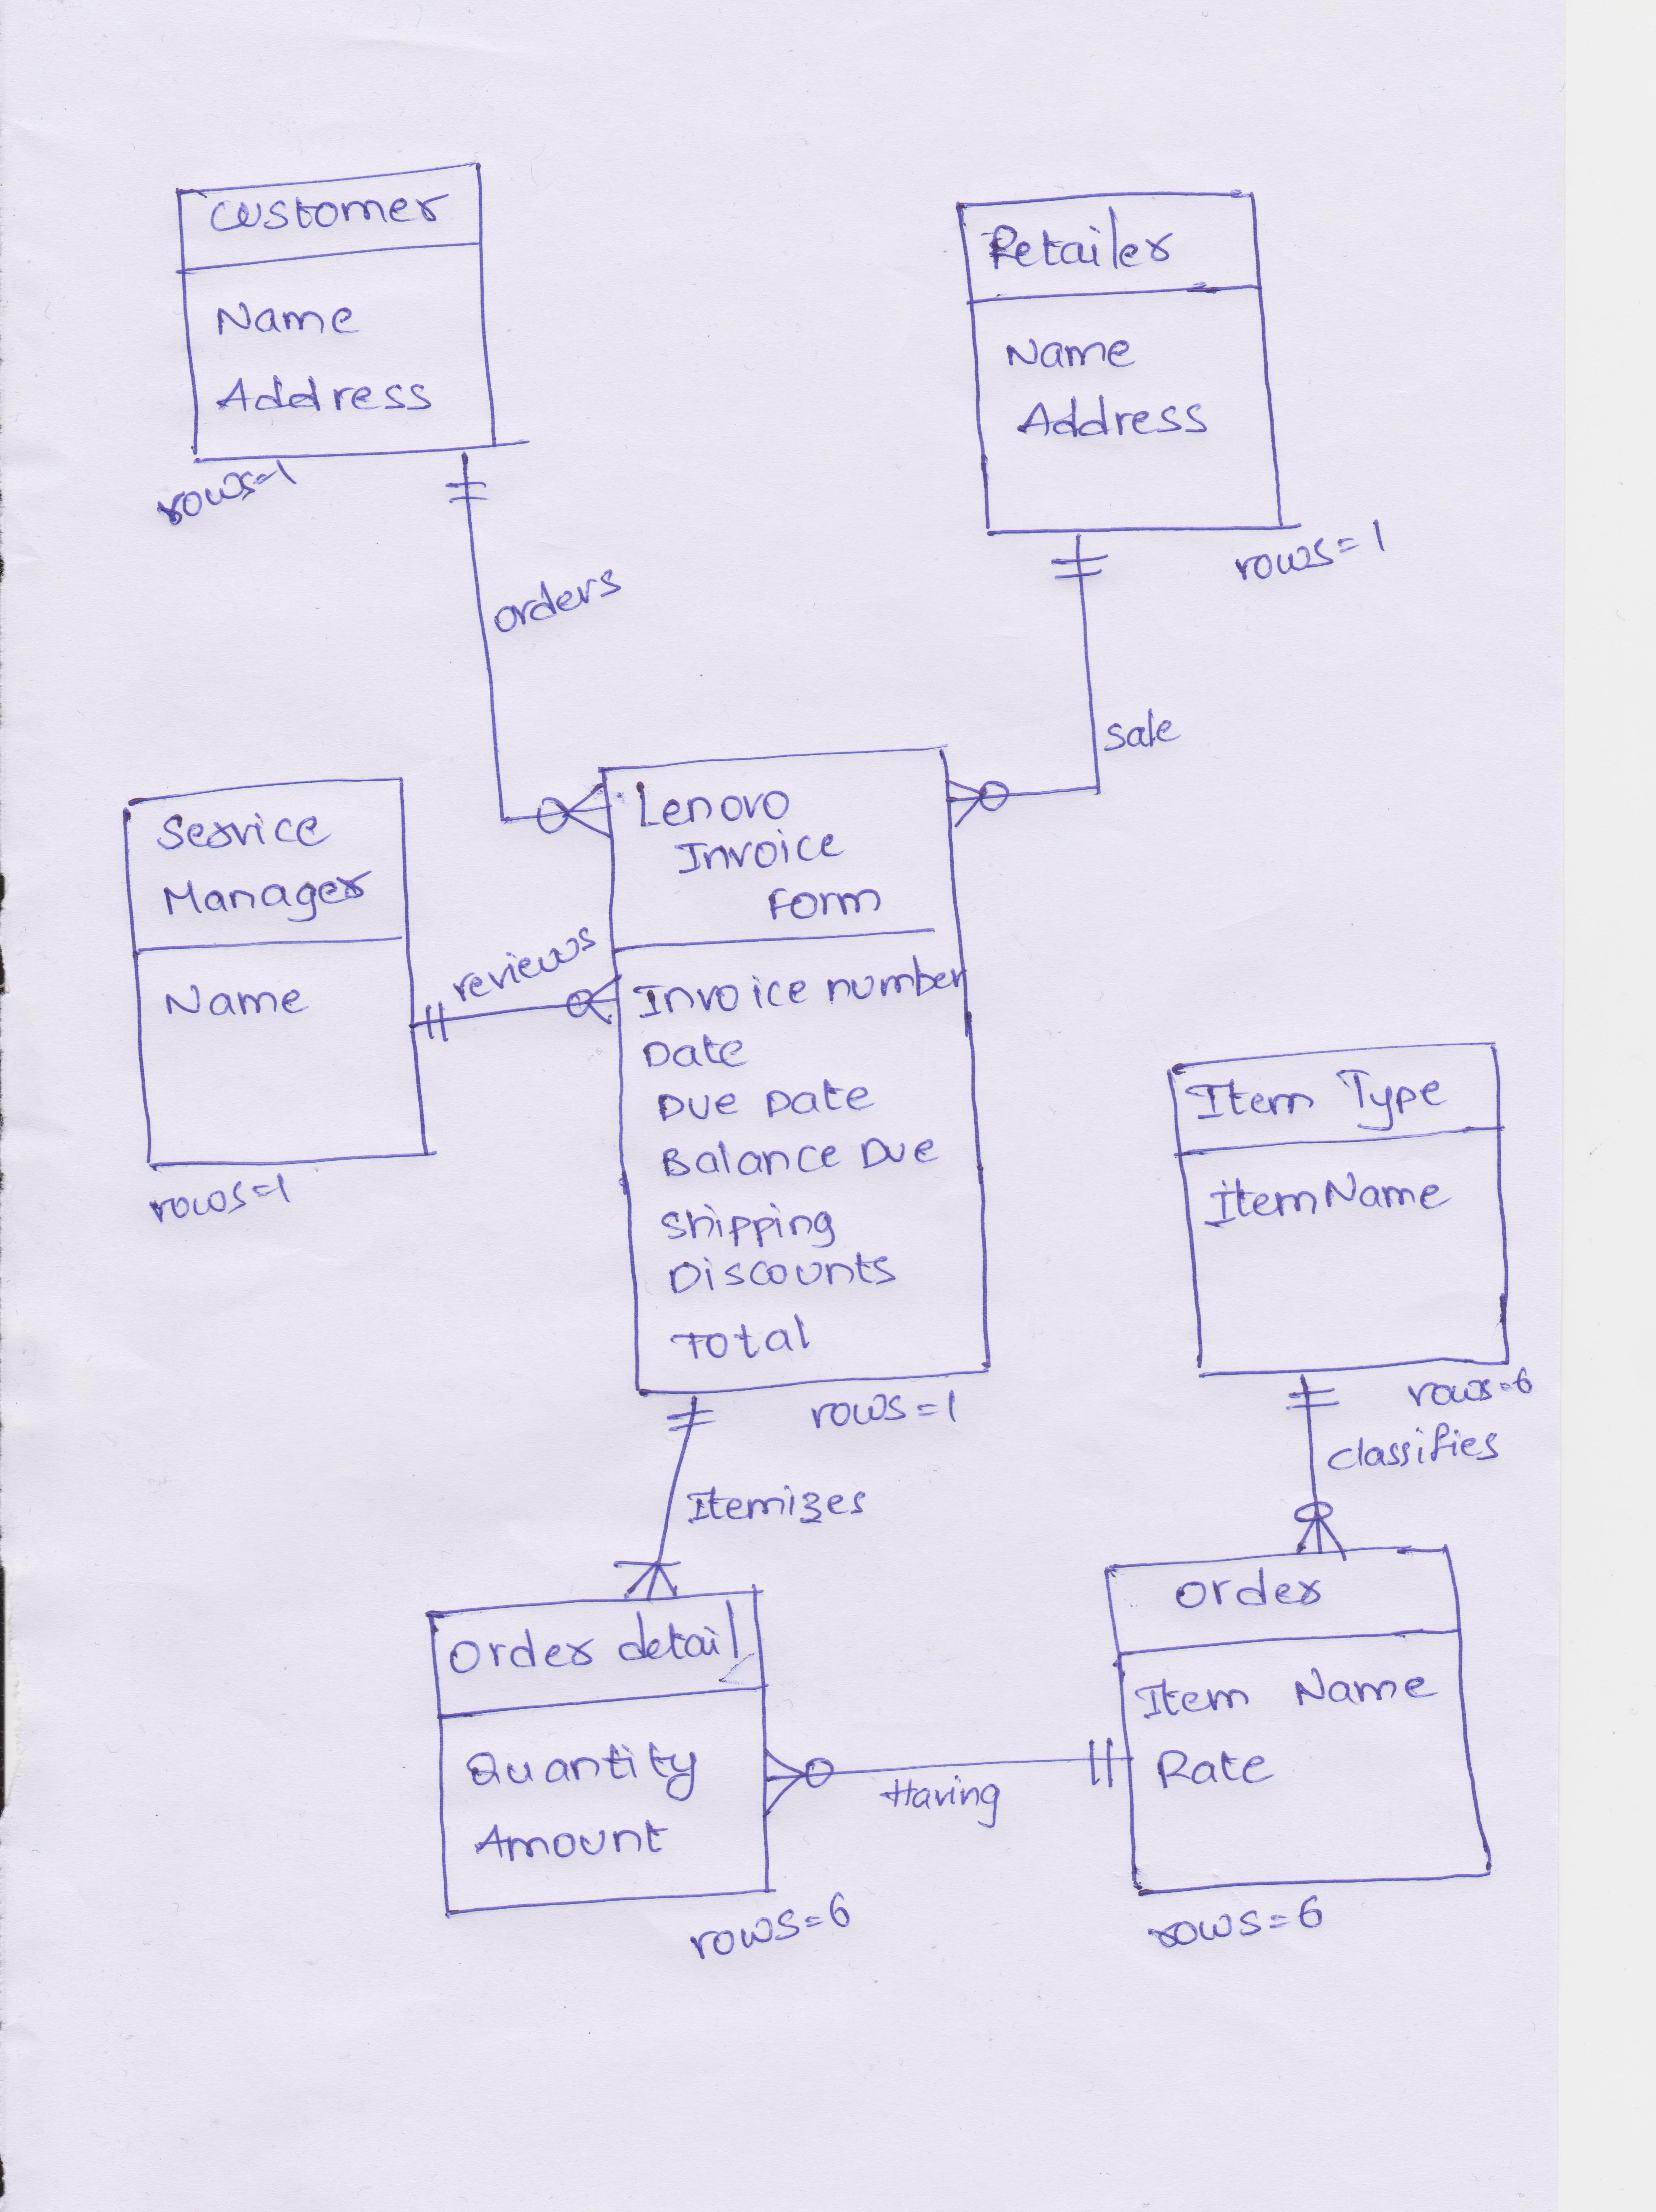 Customer
Name
Address
rows=1
Retailer
Name
Address
rows=1
orders
sale
Service
Manager
Name
rows=1
reviews
Lenovo
Invoice
Form
Invoice number
Date
Due Date
Balance Due
Shipping
Discounts
Total
rows=1
Item Type
ItemName
rows=6
classifies
Itemizes
Order detail
Quantity
Amount
rows=6
Having
Order
Item Name
Rate
rows=6